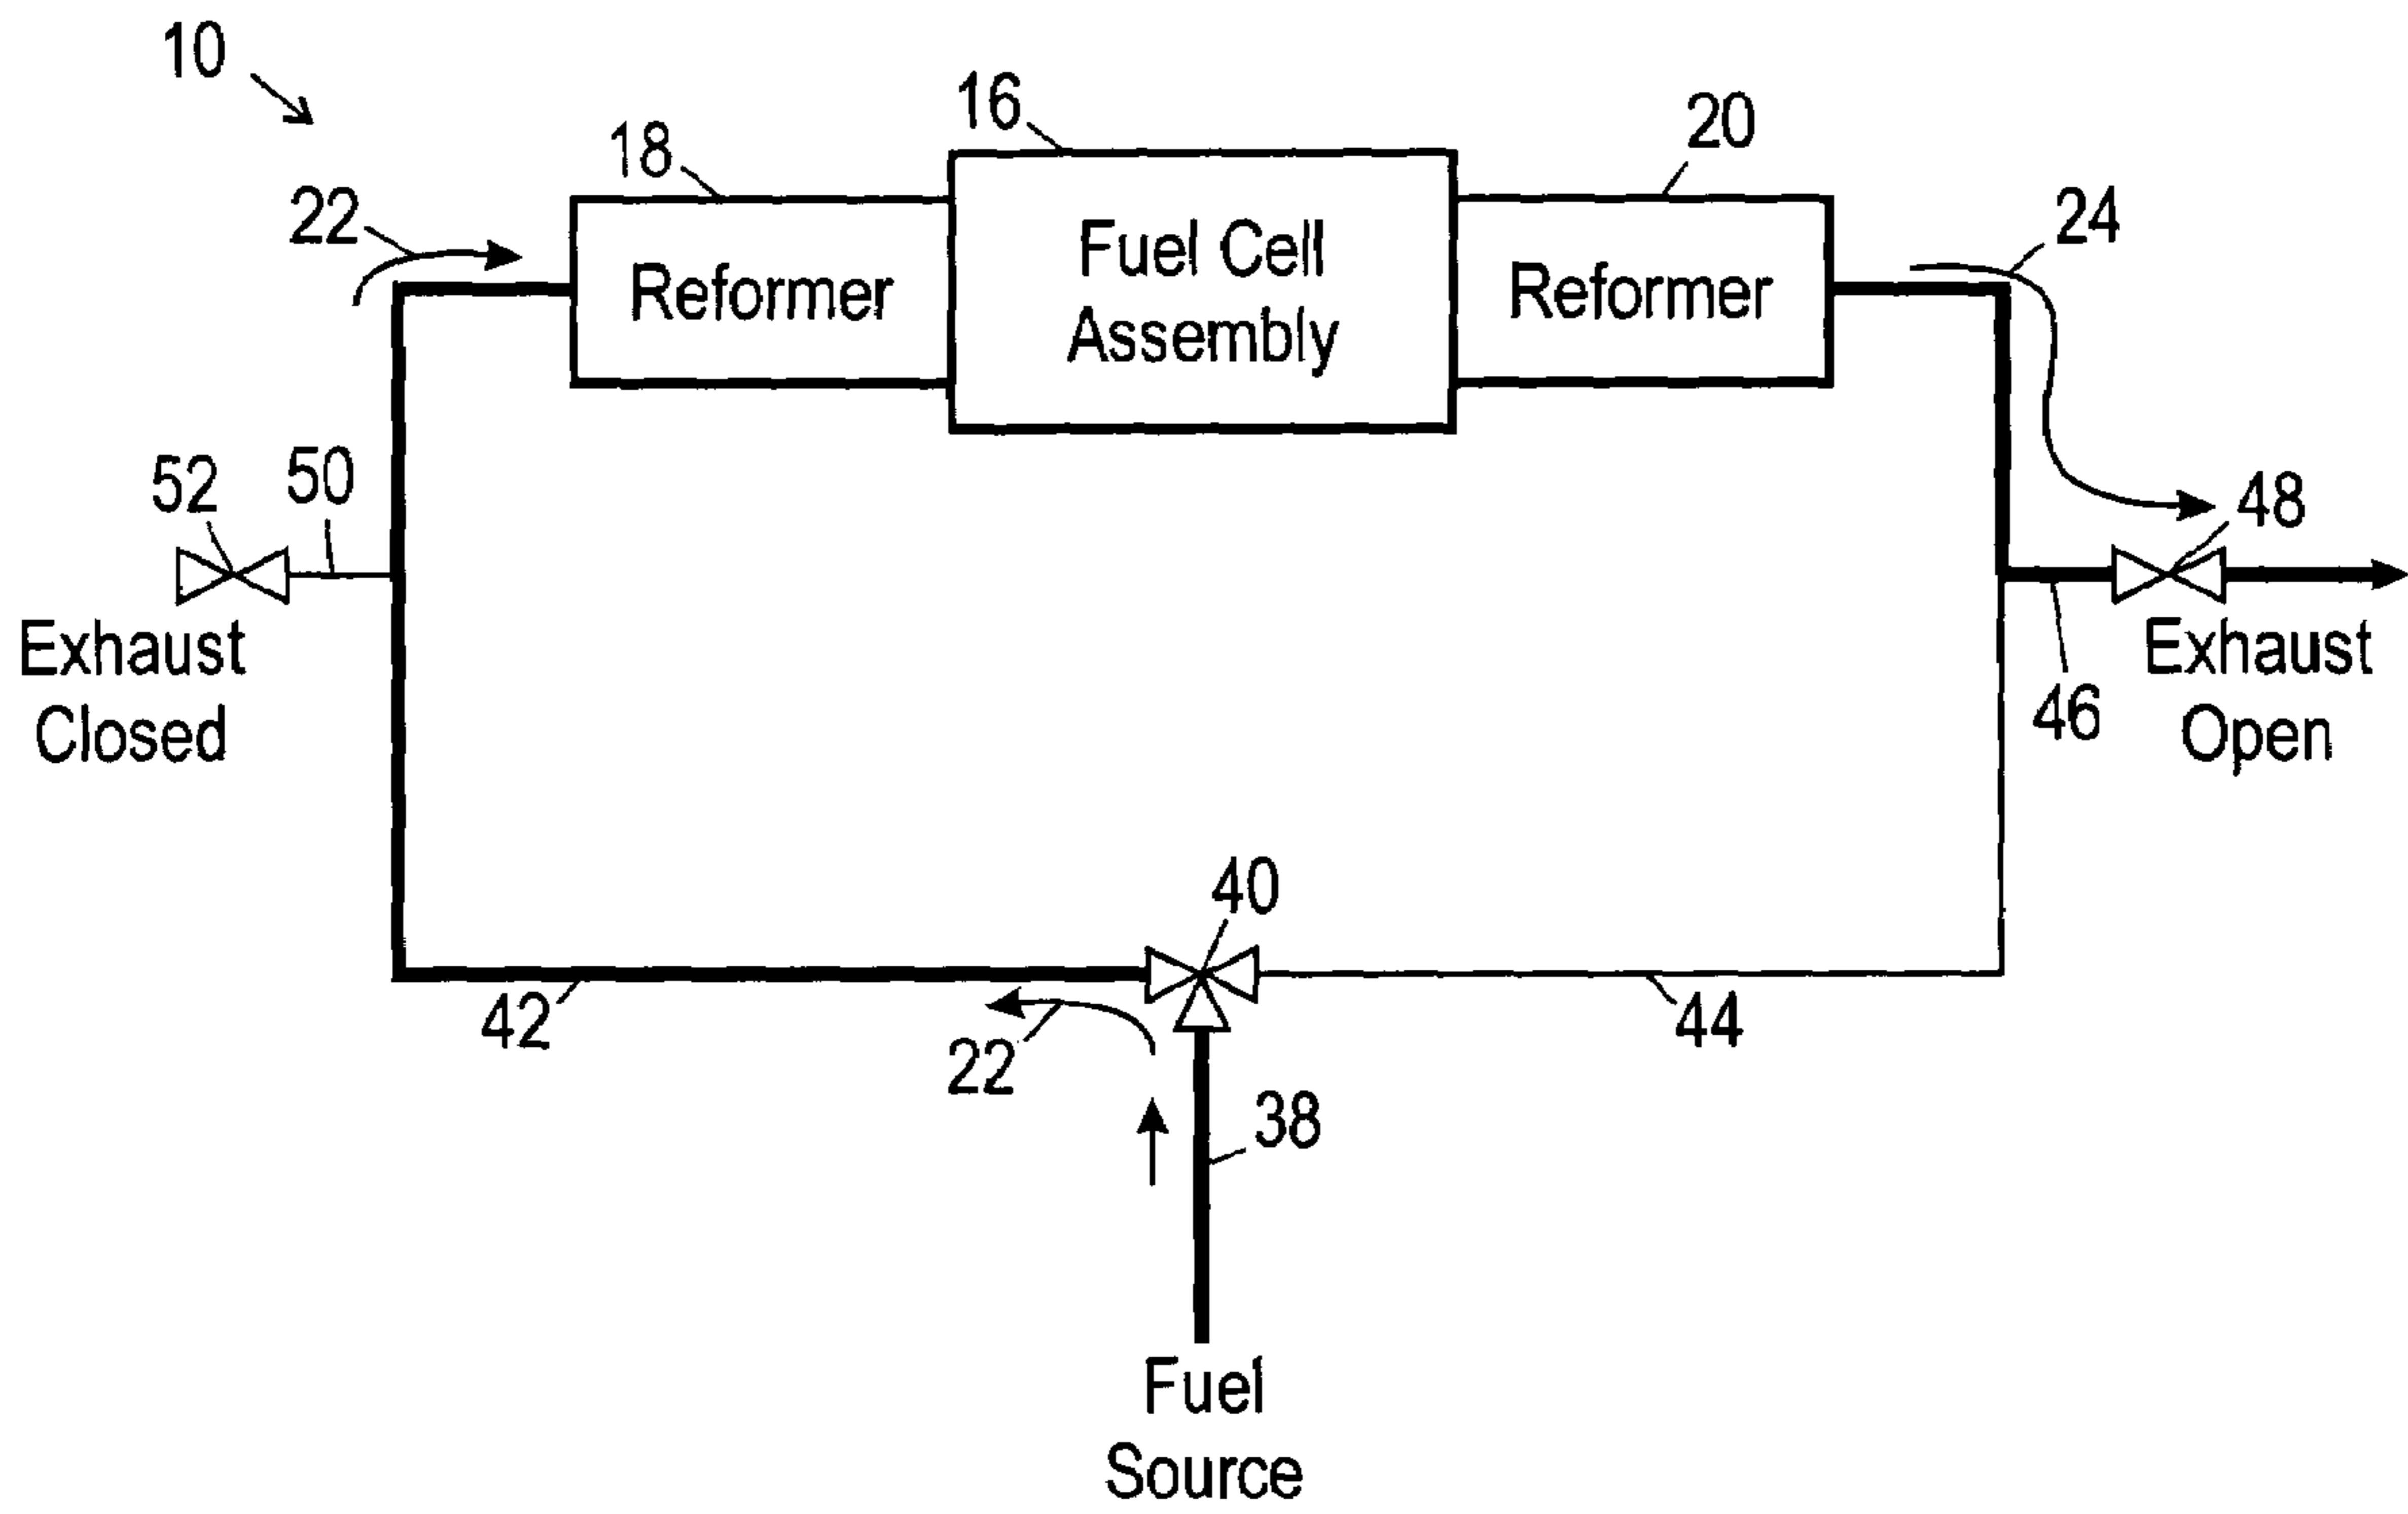 10
16
20
18
22
24
Fuel Cell
Assembly
Reformer
Reformer
52
50
48
Exhaust
Closed
46
Exhaust
Open
40
42
44
22
38
Fuel
Source